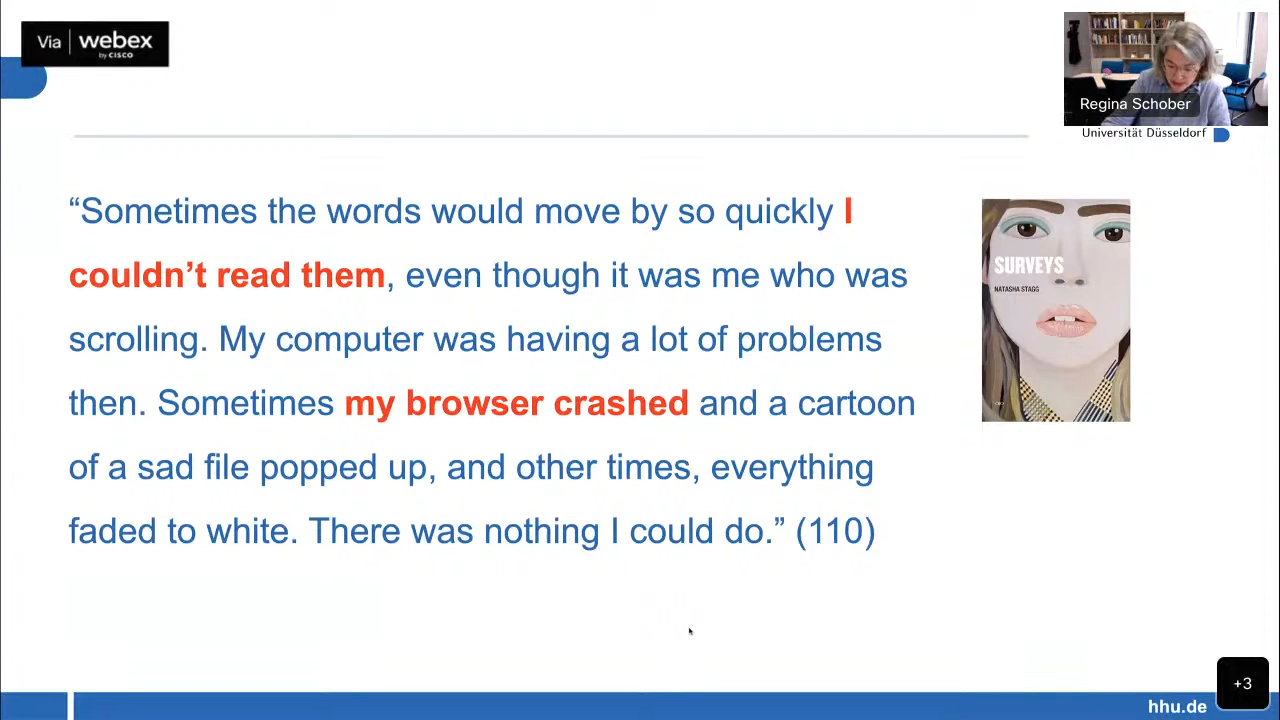 Via webex
by CISCO
Regina Schober
Universität Düsseldorf
“Sometimes the words would move by so quickly I
couldn’t read them, even though it was me who was
scrolling. My computer was having a lot of problems
then. Sometimes my browser crashed and a cartoon
of a sad file popped up, and other times, everything
faded to white. There was nothing I could do.” (110)
SURVEYS
NATASHA STAGG
+3
hhu.de